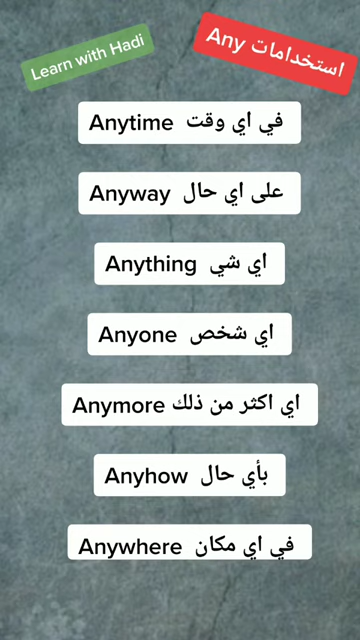 Learn with Hadi
استخدامات Any
في اي وقت Anytime
على اي حال Anyway
اي شي Anything
اي شخص Anyone
اي اكثر من ذلك Anymore
بأي حال Anyhow
في اي مكان Anywhere